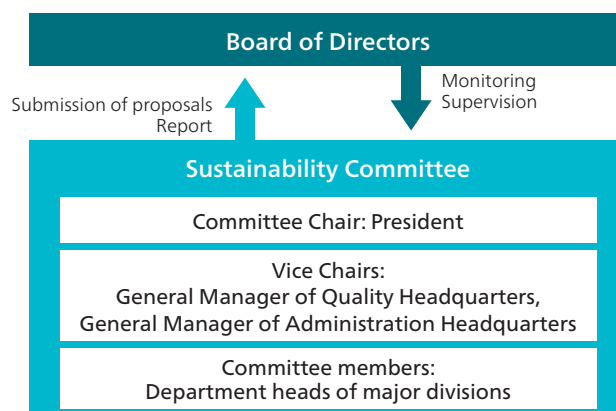 Board of Directors
Submission of proposals
Report
Monitoring
Supervision
Sustainability Committee
Committee Chair: President
Vice Chairs:
General Manager of Quality Headquarters,
General Manager of Administration Headquarters
Committee members:
Department heads of major divisions